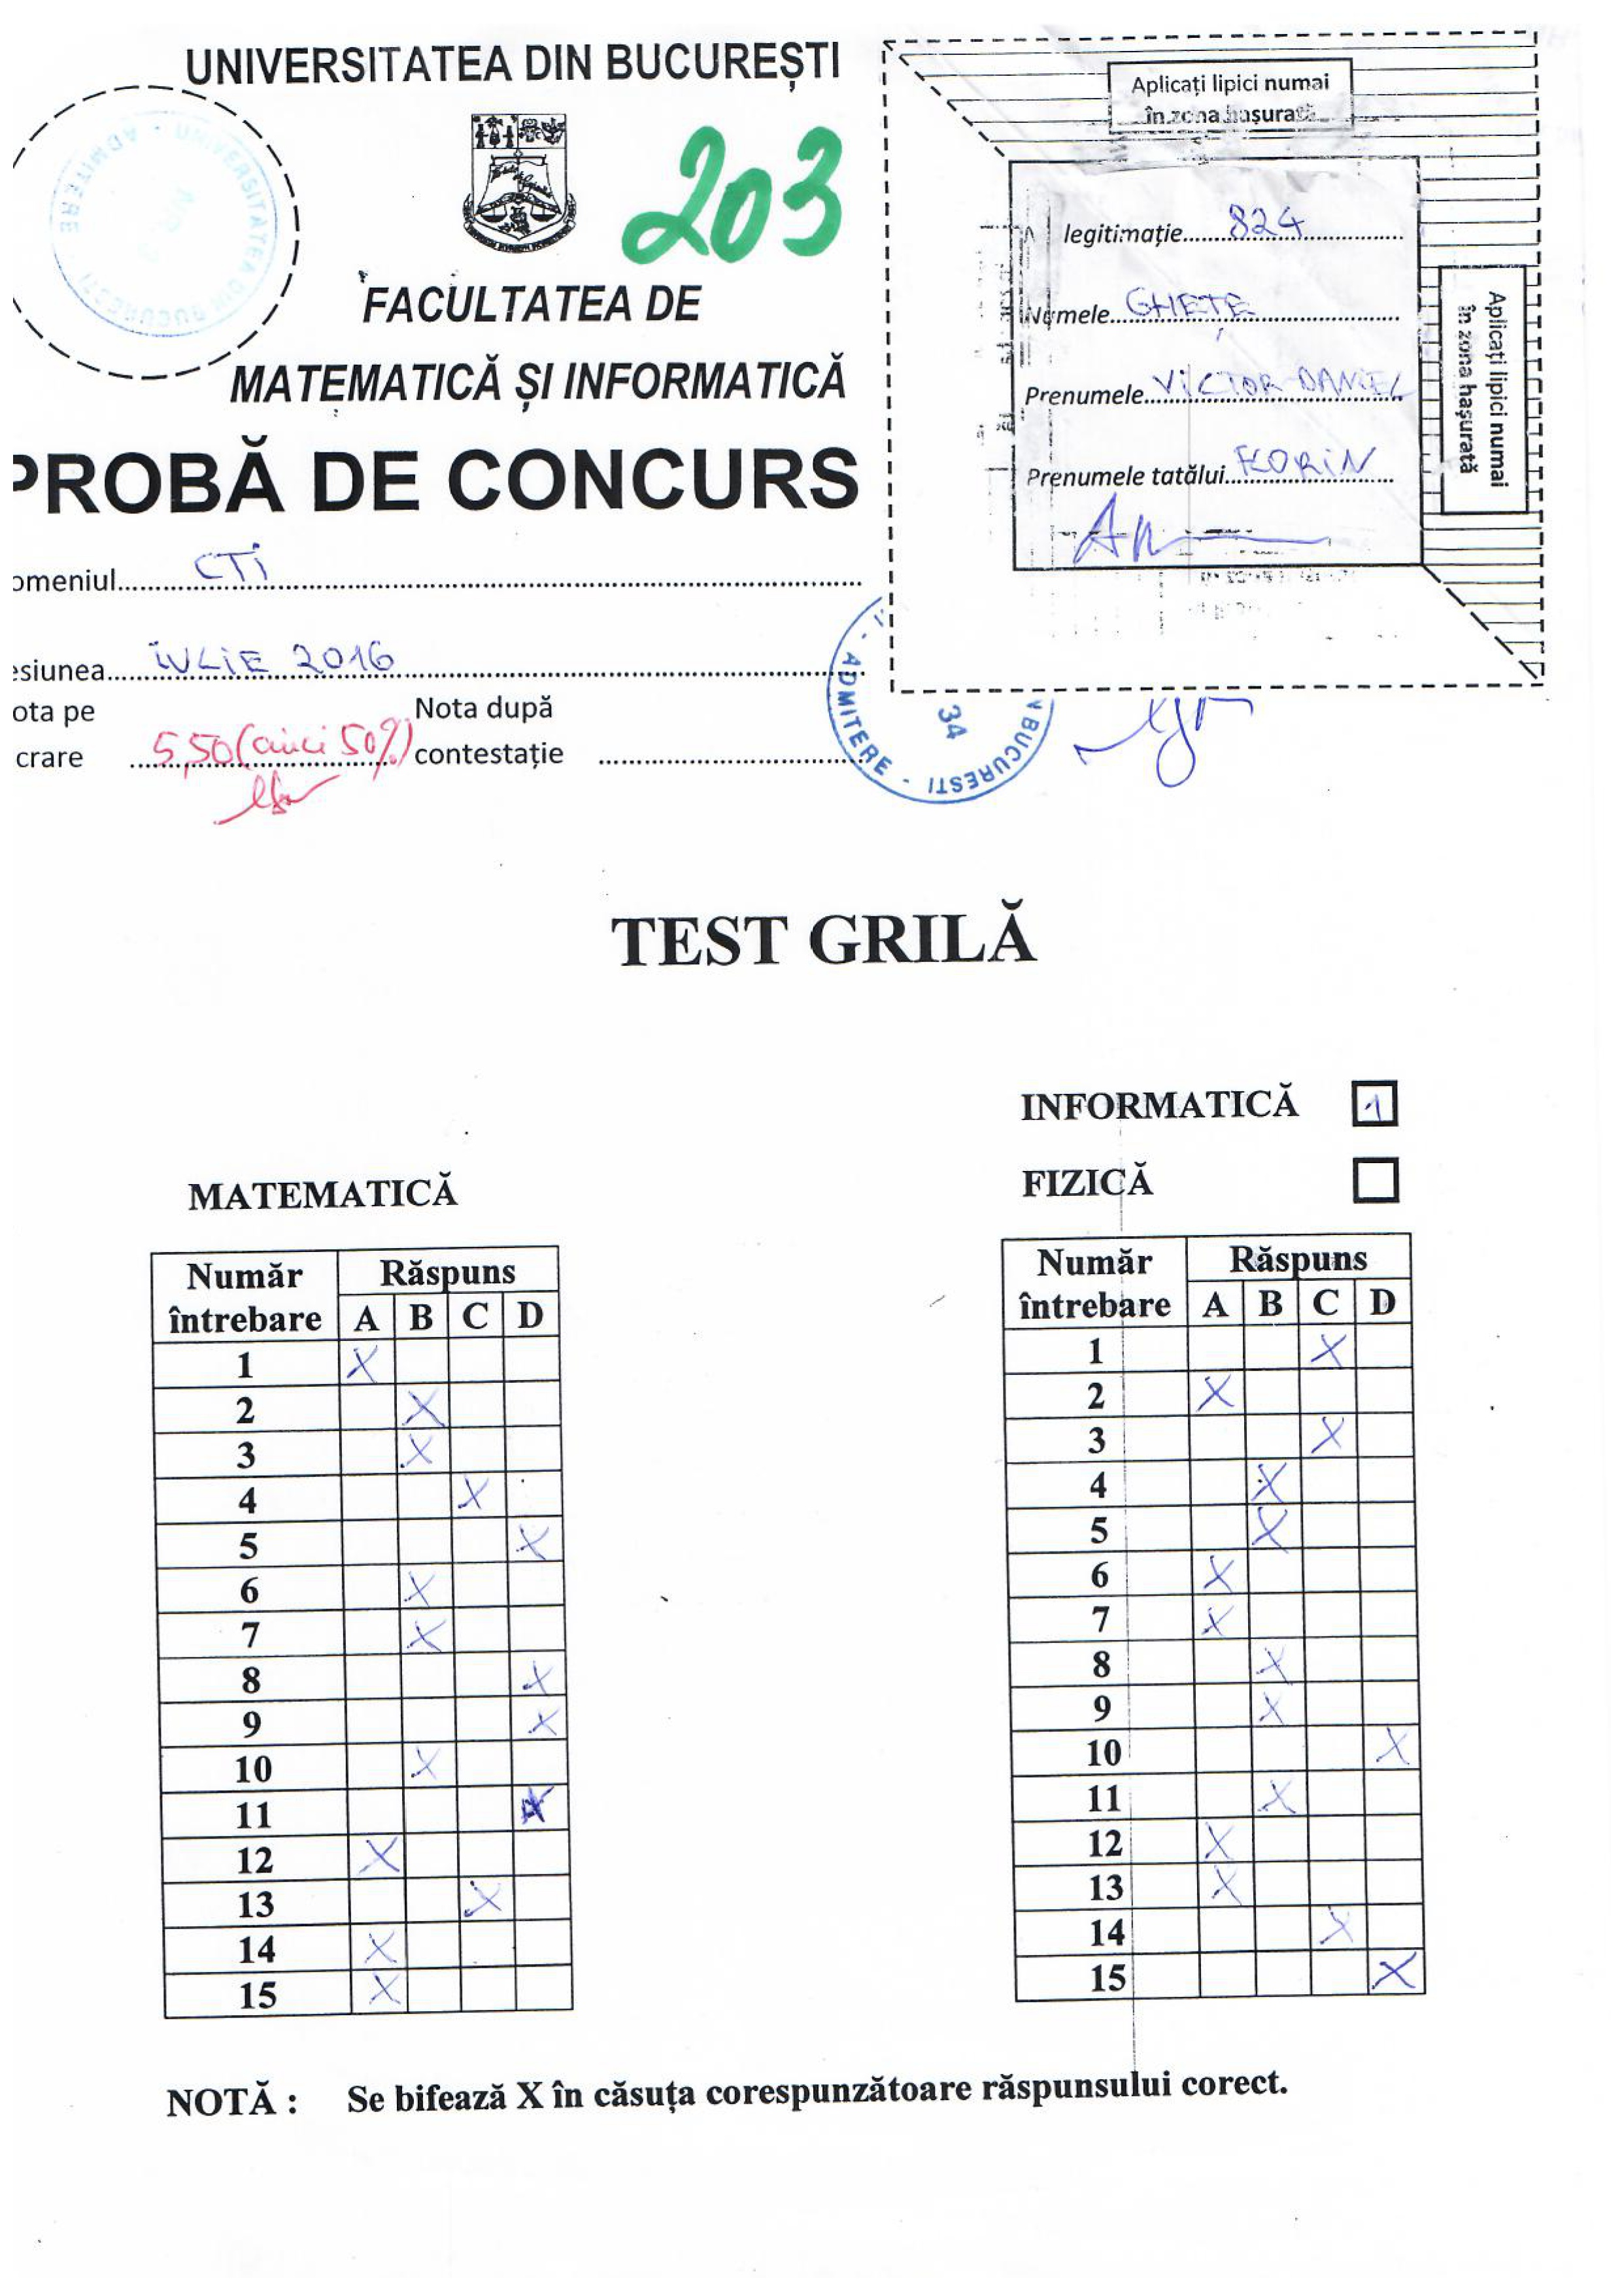 UNIVERSITATEA DIN BUCUREȘTI
203
FACULTATEA DE
MATEMATICĂ ȘI INFORMATICĂ
PROBĂ DE CONCURS
omeniul CTI
esiunea IULIE 2016
ota pe
crare 5,50 (cinci 50%)
Nota după
contestație
Aplicați lipici numai
în zona hașurată
legitimație 824
Numele GHEȚE
Prenumele VICTOR-DANIEL
Prenumele tatălui FLORIN
Aplicați lipici numai
în zona hașurată
ADMITERE - UNIVERSITATEA DIN BUCURESTI
ADMITERE - BUCURESTI
34
TEST GRILĂ
INFORMATICĂ 1
FIZICĂ
MATEMATICĂ
Număr întrebare Răspuns
A B C D
1 X
2 X
3 X
4 X
5 X
6 X
7 X
8 X
9 X
10 X
11 X
12 X
13 X
14 X
15 X
Număr întrebare Răspuns
A B C D
1 X
2 X
3 X
4 X
5 X
6 X
7 X
8 X
9 X
10 X
11 X
12 X
13 X
14 X
15 X
NOTĂ : Se bifează X în căsuța corespunzătoare răspunsului corect.